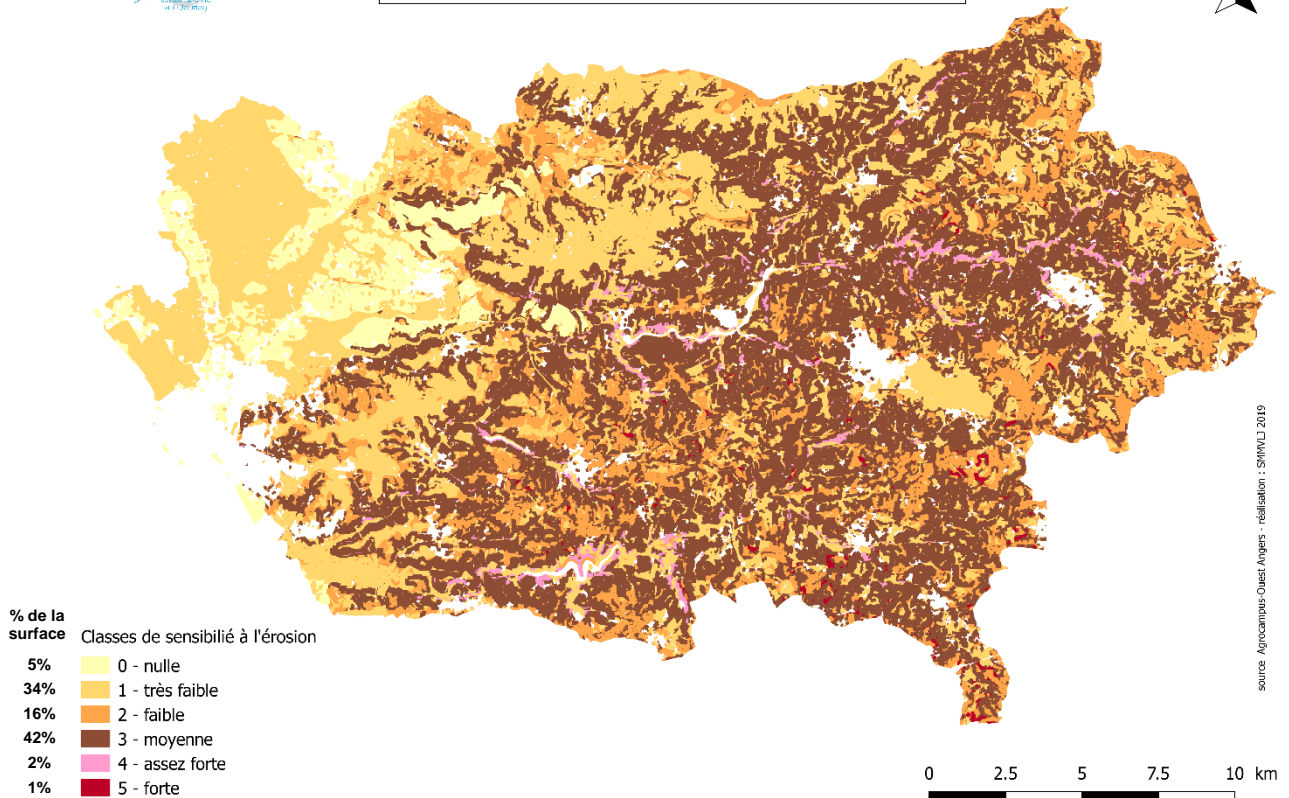 % de la
surface
Classes de sensibilié à l'érosion
5% 0 - nulle
34% 1 - très faible
16% 2 - faible
42% 3 - moyenne
2% 4 - assez forte
1% 5 - forte
0 2.5 5 7.5 10 km
source Agrocampus-Ouest Angers - réalisation : SMMVLJ 2019